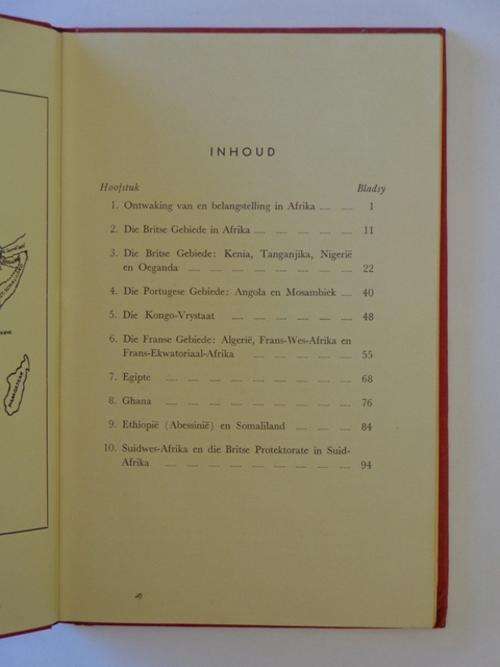 INHOUD
Hoofstuk Bladsy
1. Ontwaking van en belangstelling in Afrika .... .... 1
2. Die Britse Gebiede in Afrika .... .... .... .... 11
3. Die Britse Gebiede: Kenia, Tanganjika, Nigerië
en Oeganda .... .... .... .... .... .... .... 22
4. Die Portugese Gebiede: Angola en Mosambiek .... 40
5. Die Kongo-Vrystaat .... .... .... .... .... 48
6. Die Franse Gebiede: Algerië, Frans-Wes-Afrika en
Frans-Ekwatoriaal-Afrika .... .... .... .... .... 55
7. Egipte .... .... .... .... .... .... .... 68
8. Ghana .... .... .... .... .... .... .... 76
9. Ethiopië (Abessinië) en Somaliland .... .... .... 84
10. Suidwes-Afrika en die Britse Protektorate in Suid-
Afrika .... .... .... .... .... .... .... 94